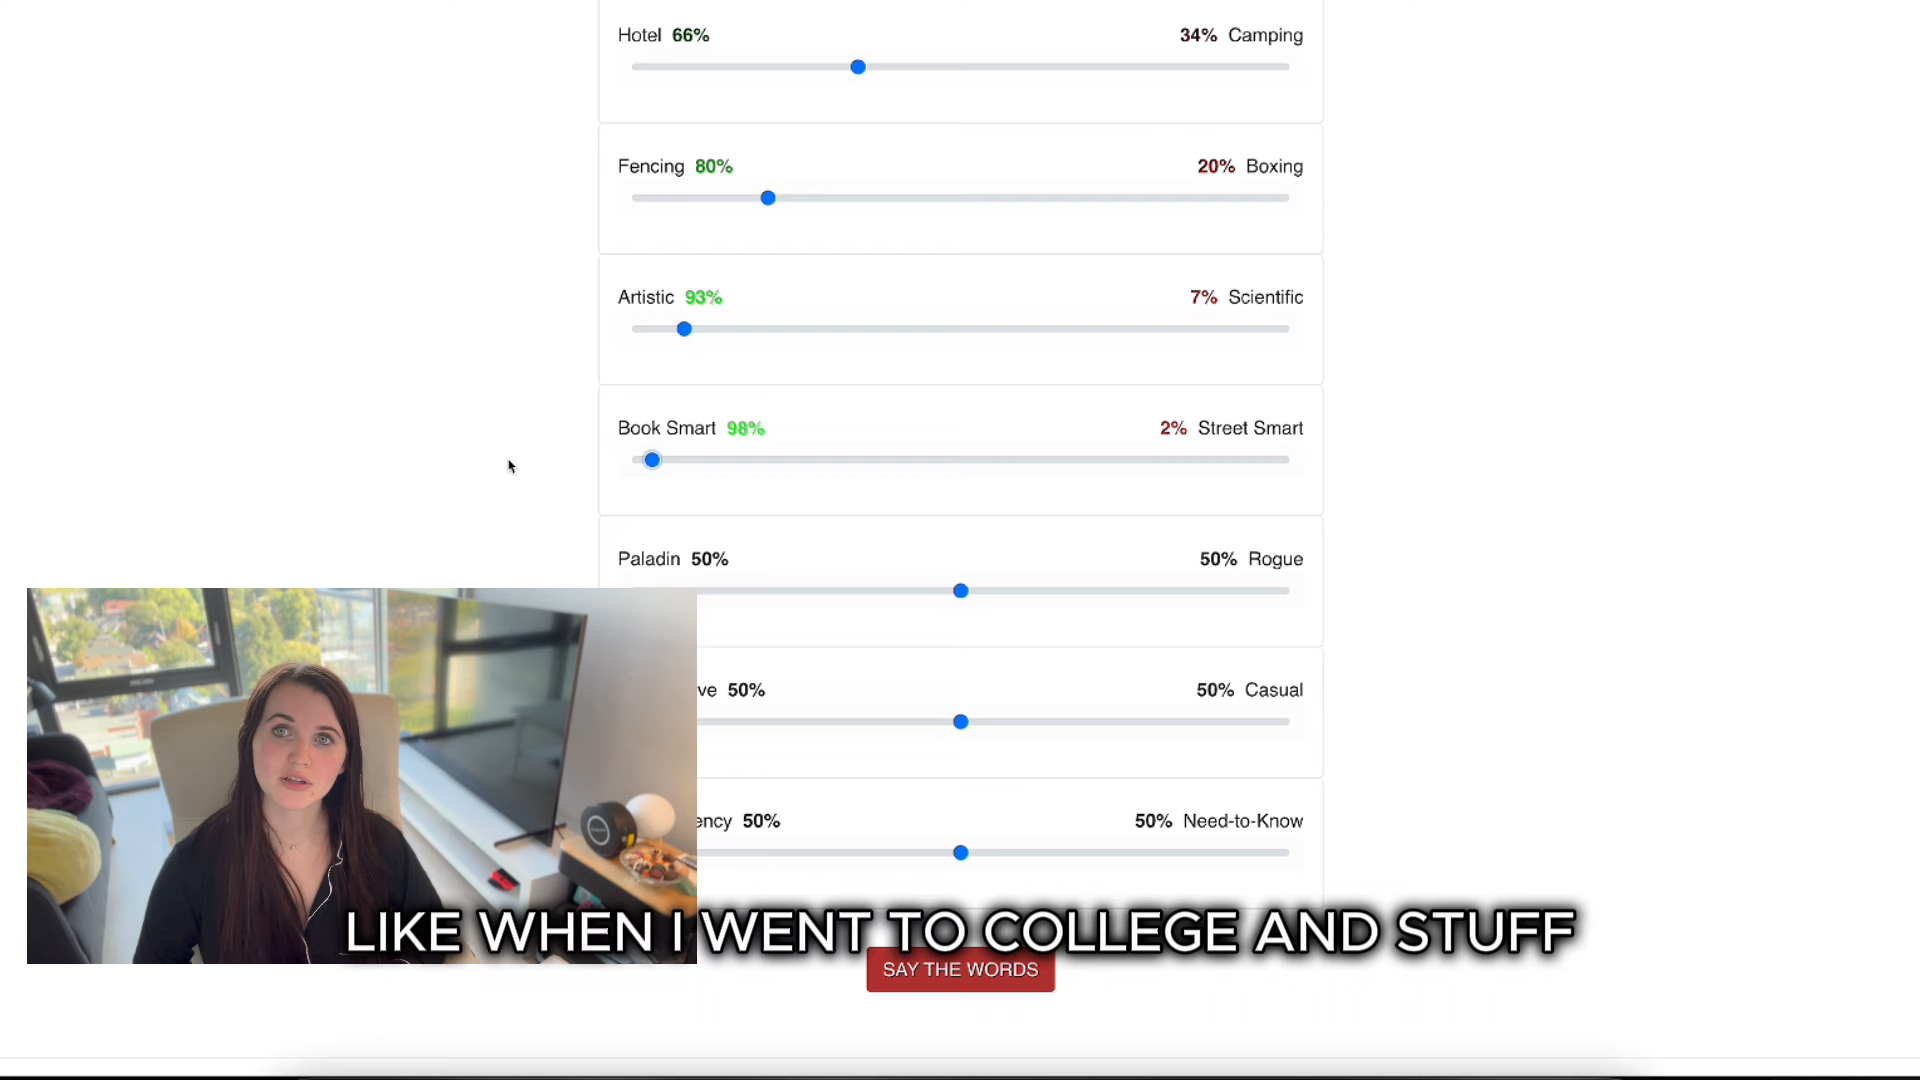 Hotel 66% 34% Camping
Fencing 80% 20% Boxing
Artistic 93% 7% Scientific
Book Smart 98% 2% Street Smart
Paladin 50% 50% Rogue
ve 50% 50% Casual
ency 50% 50% Need-to-Know
LIKE WHEN I WENT TO COLLEGE AND STUFF
SAY THE WORDS